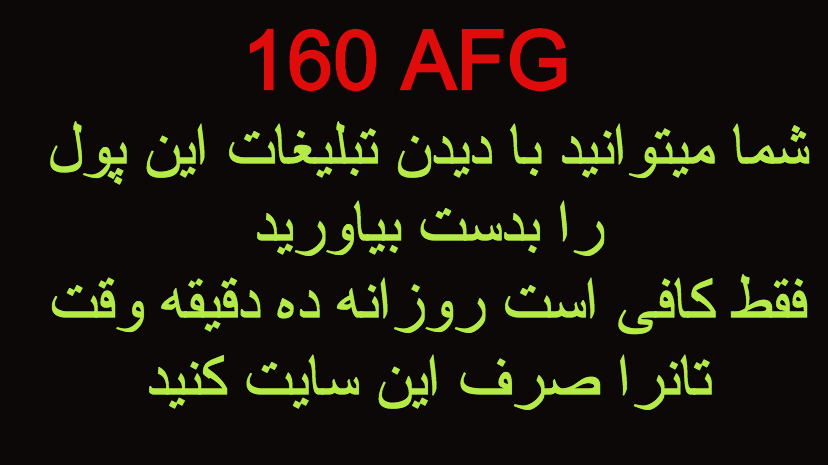 160 AFG
شما میتوانید با دیدن تبلیغات این پول
را بدست بیاورید
فقط کافی است روزانه ده دقیقه وقت
تانرا صرف این سایت کنید